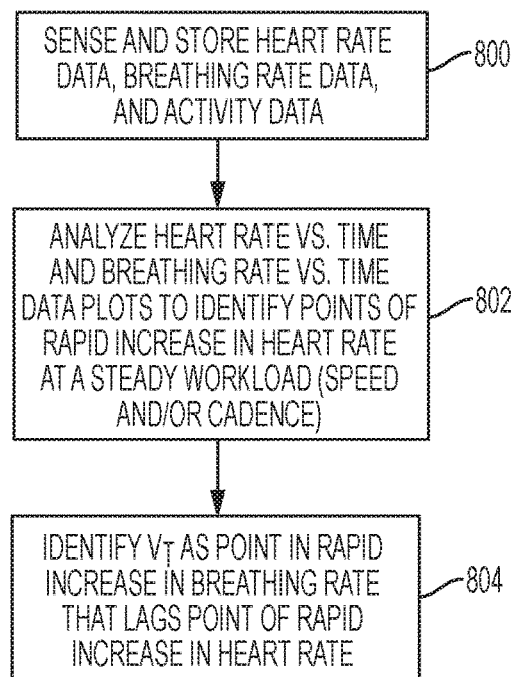 SENSE AND STORE HEART RATE
DATA, BREATHING RATE DATA,
AND ACTIVITY DATA
800
ANALYZE HEART RATE VS. TIME
AND BREATHING RATE VS. TIME
DATA PLOTS TO IDENTIFY POINTS OF
RAPID INCREASE IN HEART RATE
AT A STEADY WORKLOAD (SPEED
AND/OR CADENCE)
802
IDENTIFY VT AS POINT IN RAPID
INCREASE IN BREATHING RATE
THAT LAGS POINT OF RAPID
INCREASE IN HEART RATE
804